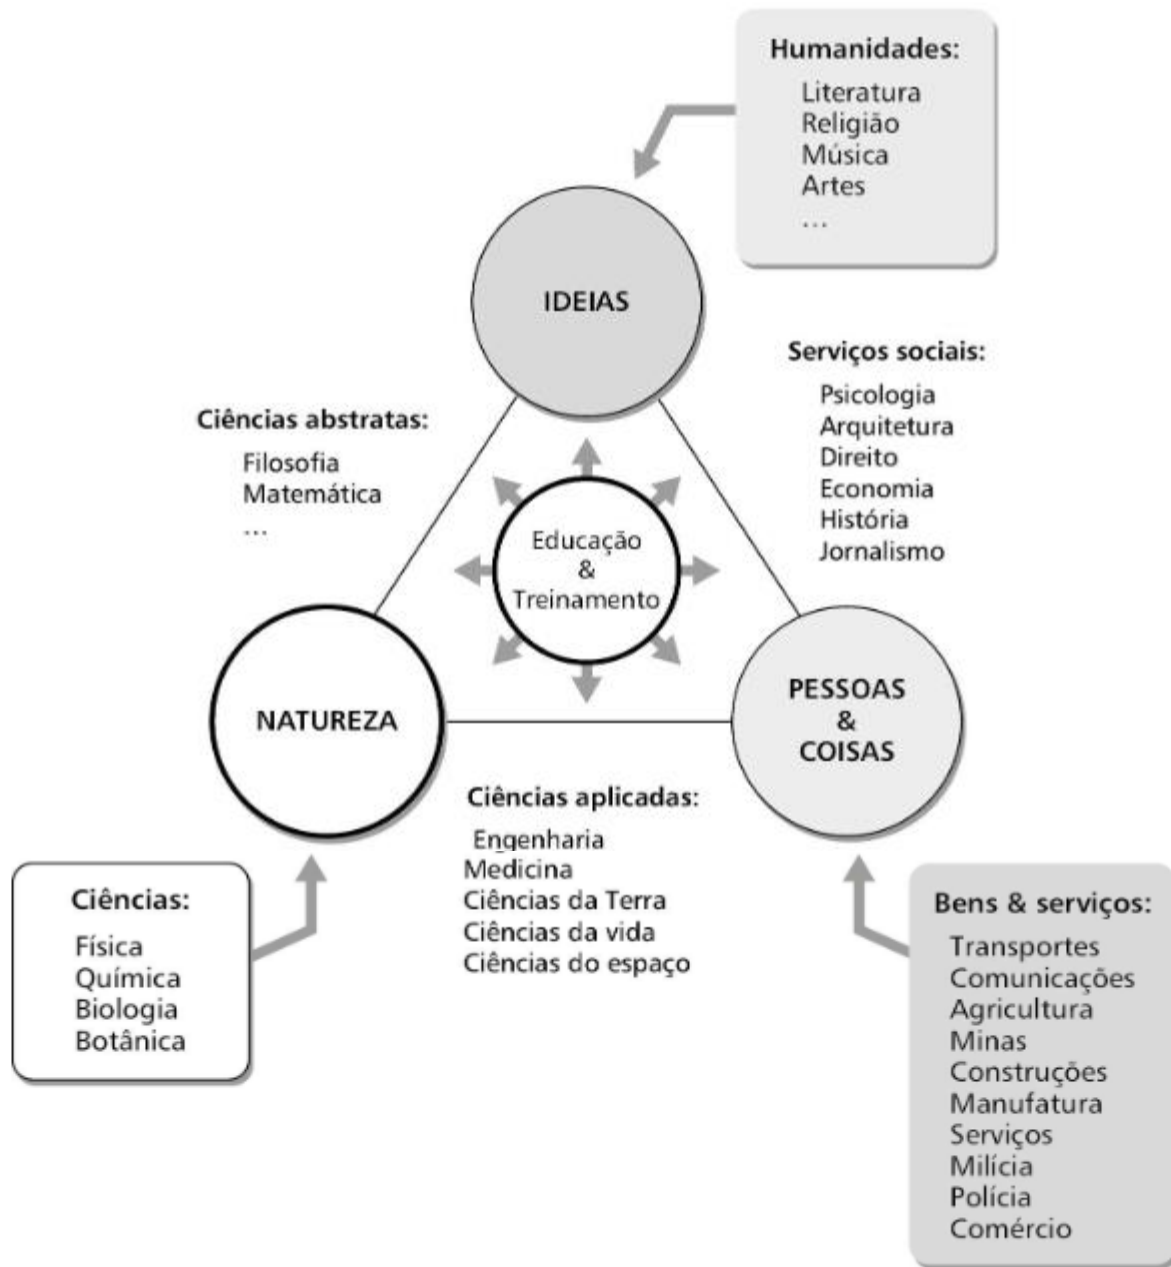 Humanidades:
Literatura
Religião
Música
Artes
...
IDEIAS
Serviços sociais:
Psicologia
Arquitetura
Direito
Economia
História
Jornalismo
Ciências abstratas:
Filosofia
Matemática
...
Educação
&
Treinamento
NATUREZA
PESSOAS
&
COISAS
Ciências aplicadas:
Engenharia
Medicina
Ciências da Terra
Ciências da vida
Ciências do espaço
Ciências:
Física
Química
Biologia
Botânica
Bens & serviços:
Transportes
Comunicações
Agricultura
Minas
Construções
Manufatura
Serviços
Milícia
Polícia
Comércio